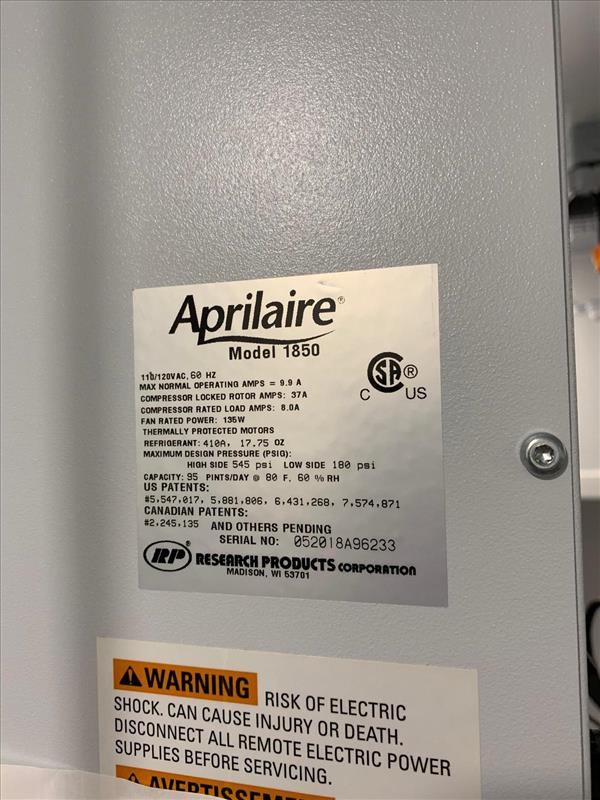 Aprilaire®
Model 1850
110/120VAC, 60 HZ
MAX NORMAL OPERATING AMPS = 9.9 A
COMPRESSOR LOCKED ROTOR AMPS: 37A
COMPRESSOR RATED LOAD AMPS: 8.0A
FAN RATED POWER: 135W
THERMALLY PROTECTED MOTORS
REFRIGERANT: 410A, 17.75 OZ
MAXIMUM DESIGN PRESSURE (PSIG):
HIGH SIDE 545 psi LOW SIDE 180 psi
CAPACITY: 95 PINTS/DAY @ 80 F, 60 % RH
US PATENTS:
#5,547,017, 5,881,806, 6,431,268, 7,574,871
CANADIAN PATENTS:
#2,245,135 AND OTHERS PENDING
SERIAL NO: 052018A96233
RP® RESEARCH PRODUCTS CORPORATION
MADISON, WI 53701
C SA ® US
WARNING RISK OF ELECTRIC
SHOCK. CAN CAUSE INJURY OR DEATH.
DISCONNECT ALL REMOTE ELECTRIC POWER
SUPPLIES BEFORE SERVICING.